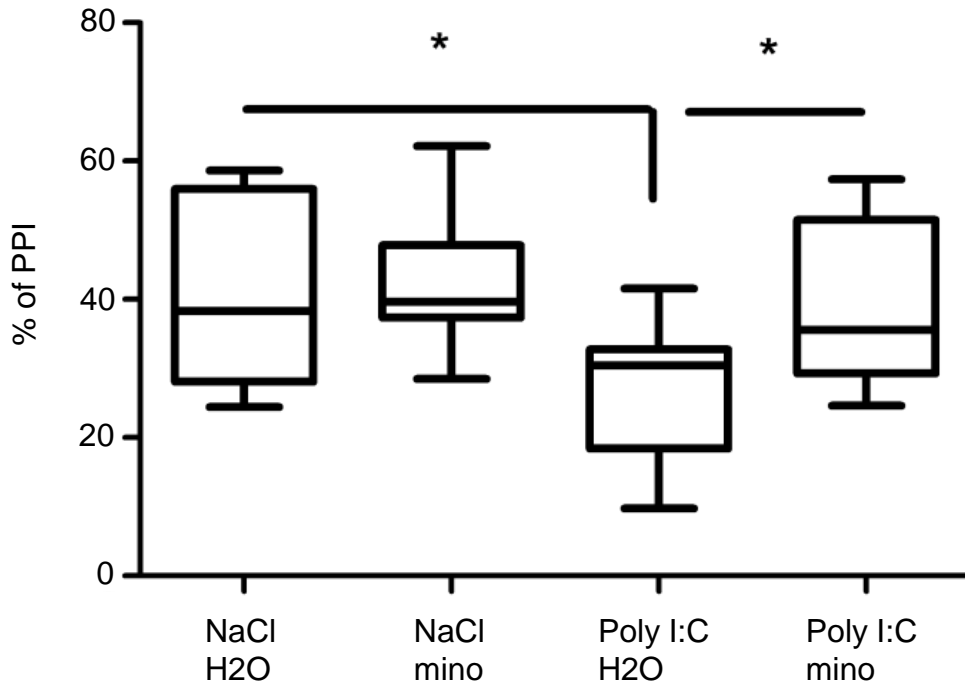 80
*
*
60
% of PPI
40
20
0
NaCl
H2O
NaCl
mino
Poly I:C
H2O
Poly I:C
mino